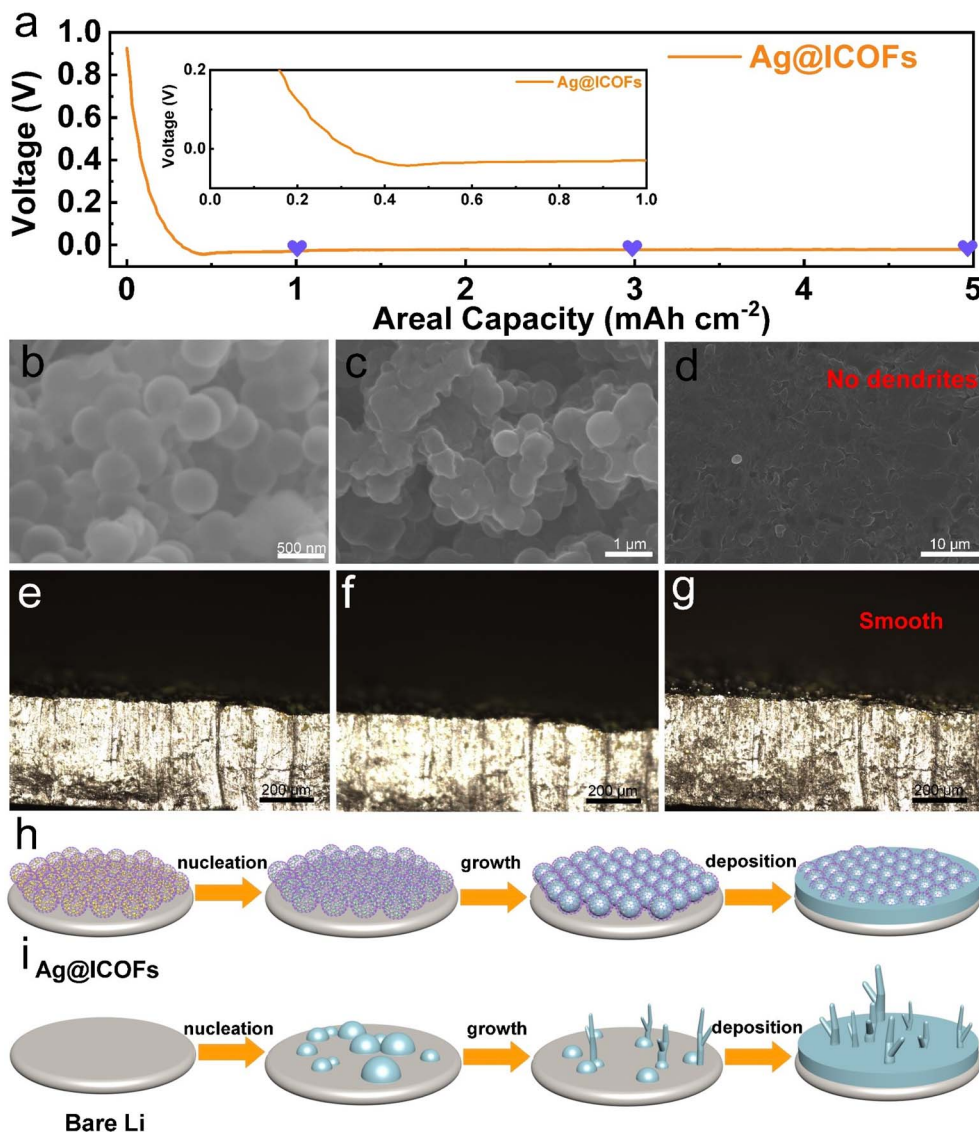 a
1.0
0.8
0.6
0.4
0.2
0.0
Voltage (V)
Ag@ICOFs
0.2
0.0
Voltage (V)
Ag@ICOFs
0.0 0.2 0.4 0.6 0.8 1.0
0 1 2 3 4 5
Areal Capacity (mAh cm⁻²)
b
500 nm
c
1 μm
d
No dendrites
10 μm
e
200 μm
f
200 μm
g
Smooth
200 μm
h
nucleation
growth
deposition
i
Ag@ICOFs
nucleation
growth
deposition
Bare Li